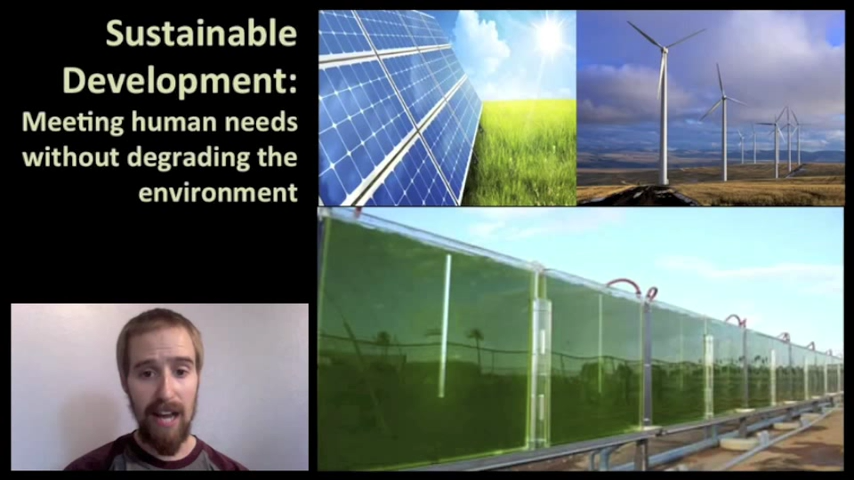 Sustainable
Development:
Meeting human needs
without degrading the
environment